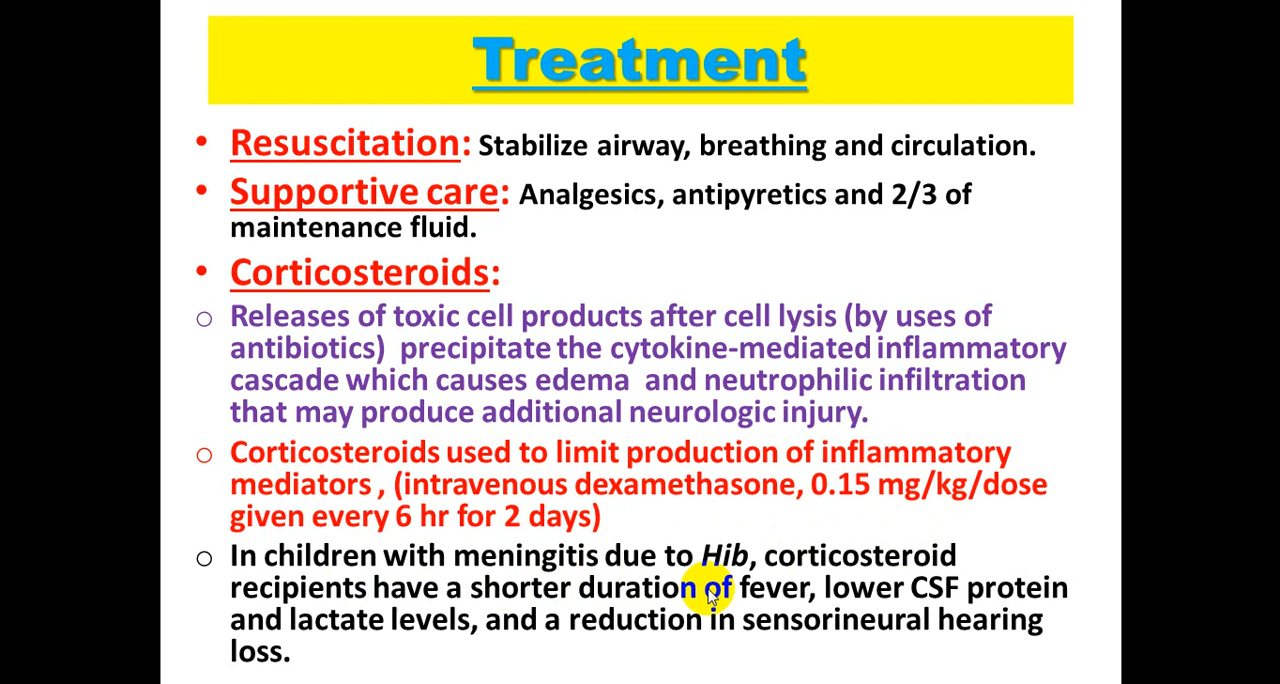 Treatment
• Resuscitation: Stabilize airway, breathing and circulation.
• Supportive care: Analgesics, antipyretics and 2/3 of
maintenance fluid.
• Corticosteroids:
o Releases of toxic cell products after cell lysis (by uses of
antibiotics) precipitate the cytokine-mediated inflammatory
cascade which causes edema and neutrophilic infiltration
that may produce additional neurologic injury.
o Corticosteroids used to limit production of inflammatory
mediators , (intravenous dexamethasone, 0.15 mg/kg/dose
given every 6 hr for 2 days)
o In children with meningitis due to Hib, corticosteroid
recipients have a shorter duration of fever, lower CSF protein
and lactate levels, and a reduction in sensorineural hearing
loss.